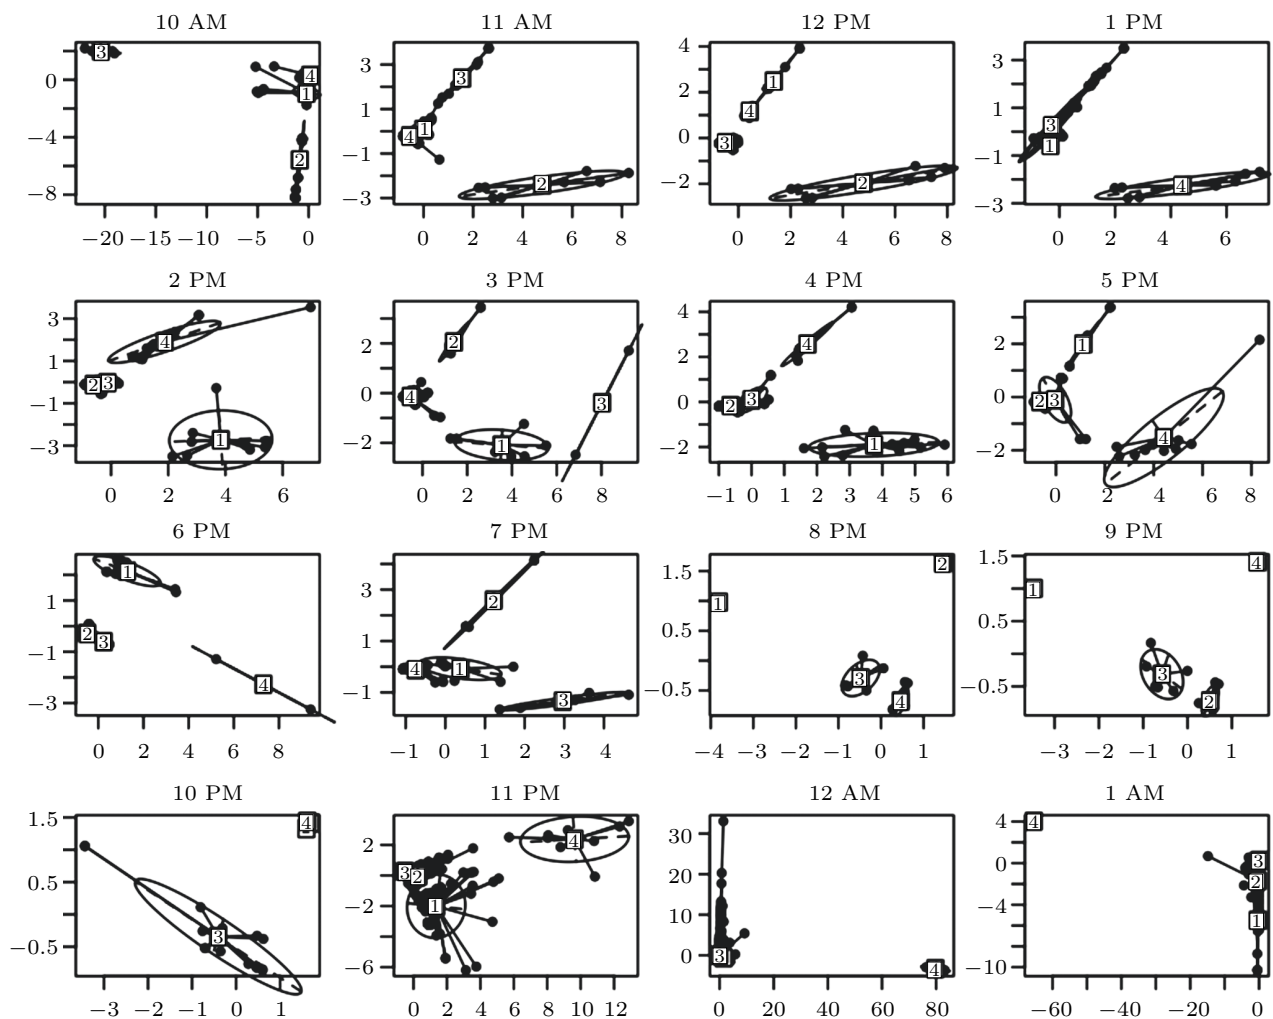 10 AM 11 AM 12 PM 1 PM
0 −4 −8
3 1 2 4
−20 −15 −10 −5 0
3 1 −1 −3
3 1 4 2
0 2 4 6 8
4 2 0 −2
1 4 3 2
0 2 4 6 8
3 1 −1 −3
3 1 4
0 2 4 6 8
2 PM 3 PM 4 PM 5 PM
3 1 −1 −3
4 2 3 1
0 2 4 6
2 0 −2
2 4 3 1
0 2 4 6 8
4 2 0 −2
4 2 3 1
−1 0 1 2 3 4 5 6
2 0 −2
1 2 3 4
0 2 4 6 8
6 PM 7 PM 8 PM 9 PM
1 −1 −3
1 2 3 4
0 2 4 6 8
3 1 −1
2 4 1 3
−1 0 1 2 3 4
1.5 0.5 −0.5
2 1 3 4
−4 −3 −2 −1 0 1
1.5 0.5 −0.5
4 1 3 2
−3 −2 −1 0 1
10 PM 11 PM 12 AM 1 AM
1.5 0.5 −0.5
4 3
−3 −2 −1 0 1
2 −2 −6
4 3 2 1
0 2 4 6 8 10 12
30 20 10 0
3 4
0 20 40 60 80
4 0 −4 −10
4 3 2 1
−60 −40 −20 0